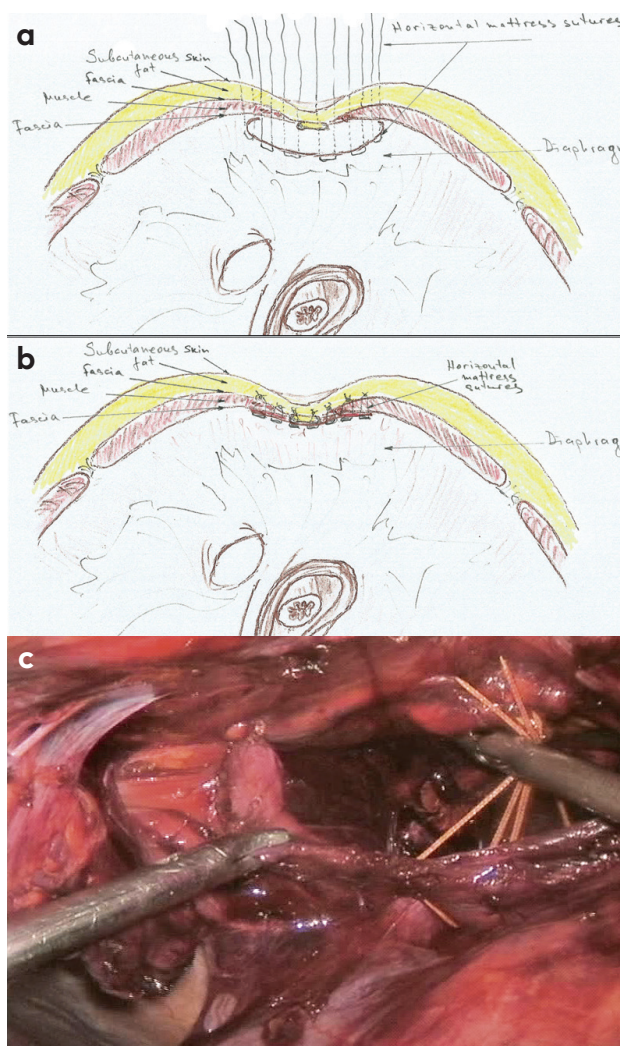 a
Horizontal mattress sutures
Subcutaneous skin
fat
fascia
Muscle
Fascia
Diaphrag
b
Subcutaneous skin
fat
fascia
Muscle
Fascia
Horizontal
mattress
sutures
Diaphrag
c